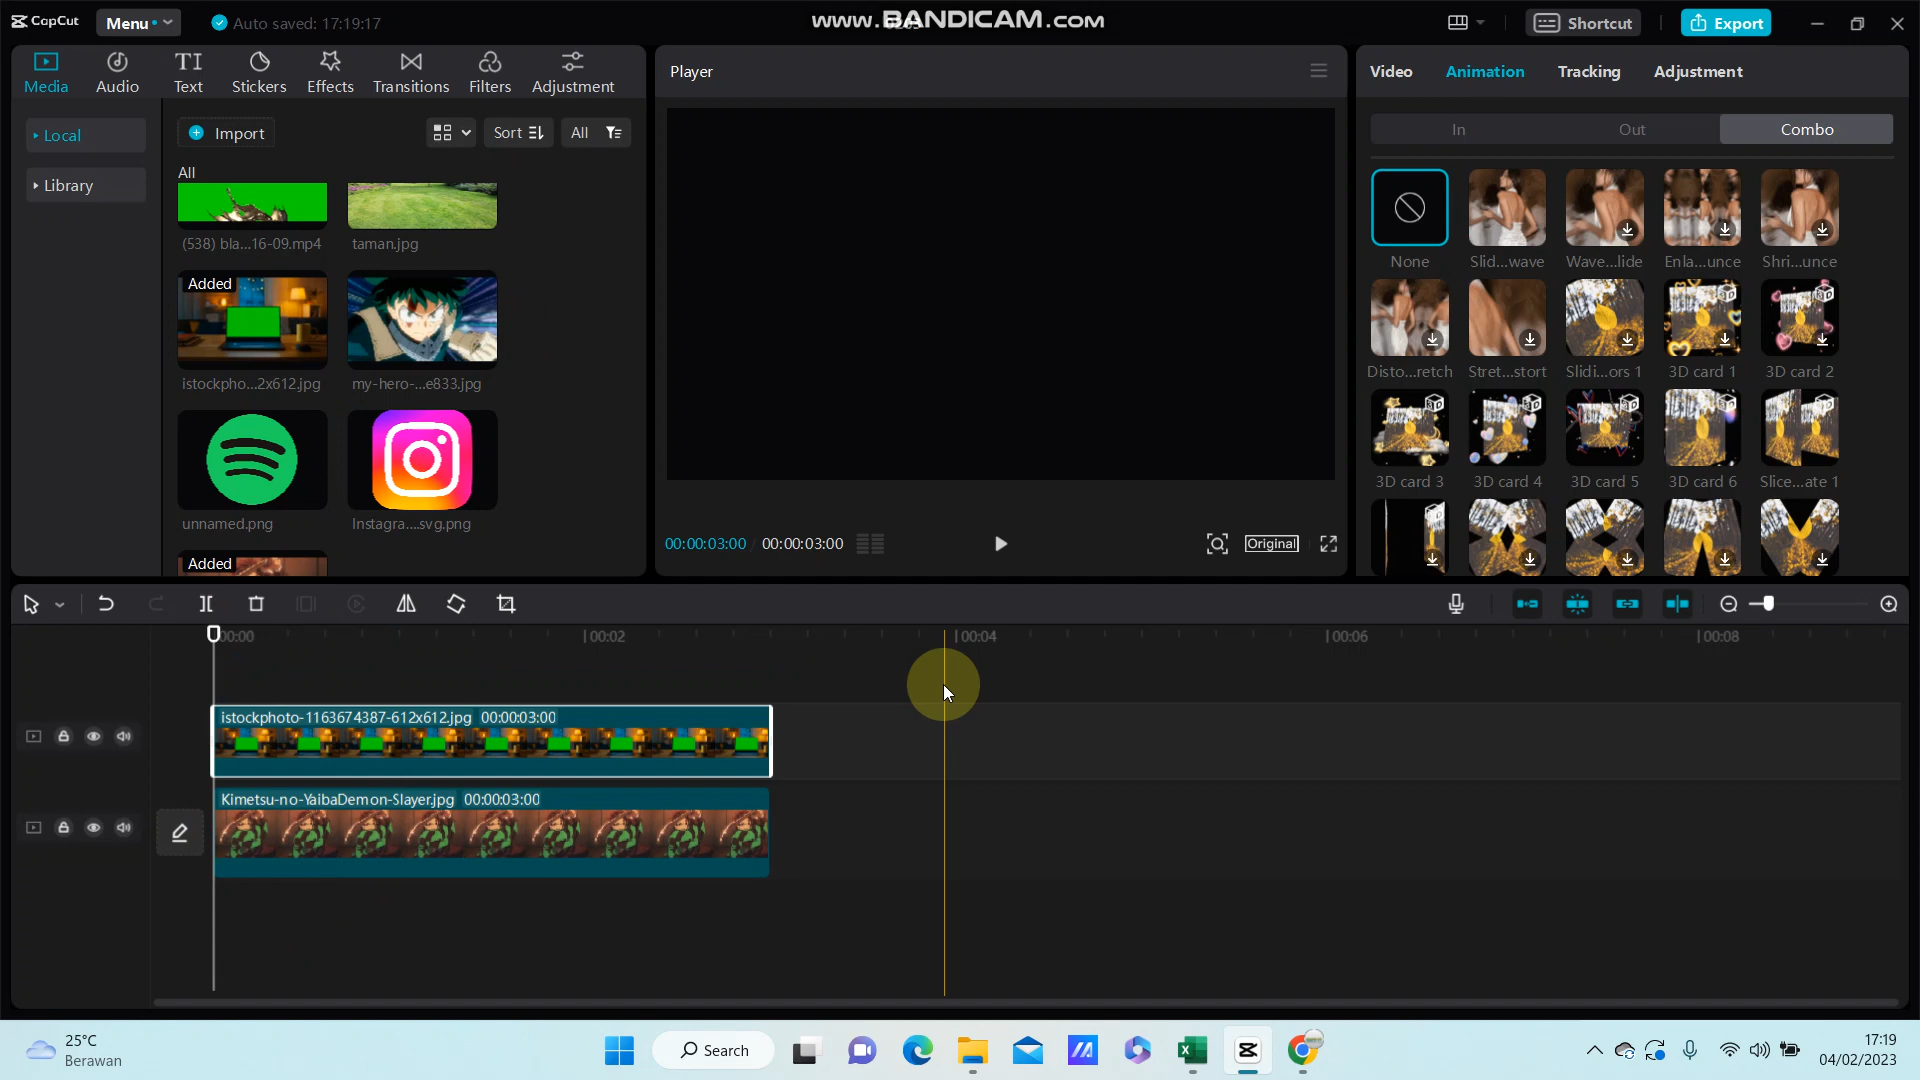 CapCut
Menu
Auto saved: 17:19:17
www.BANDICAM.com
Shortcut
Export
Media
Audio
Text
Stickers
Effects
Transitions
Filters
Adjustment
Player
Video
Animation
Tracking
Adjustment
Local
Library
Import
Sort
All
All
In
Out
Combo
(538) bla...16-09.mp4
taman.jpg
Added
istockpho...2x612.jpg
my-hero-...e833.jpg
unnamed.png
Instagra....svg.png
Added
None
Slid...wave
Wave...lide
Enla...unce
Shri...unce
Disto...retch
Stret...stort
Slidi...ors 1
3D card 1
3D card 2
3D card 3
3D card 4
3D card 5
3D card 6
Slice...ate 1
00:00:03:00
00:00:03:00
Original
00:00
00:02
00:04
00:06
00:08
istockphoto-1163674387-612x612.jpg 00:00:03:00
Kimetsu-no-YaibaDemon-Slayer.jpg 00:00:03:00
25°C
Berawan
Search
17:19
04/02/2023